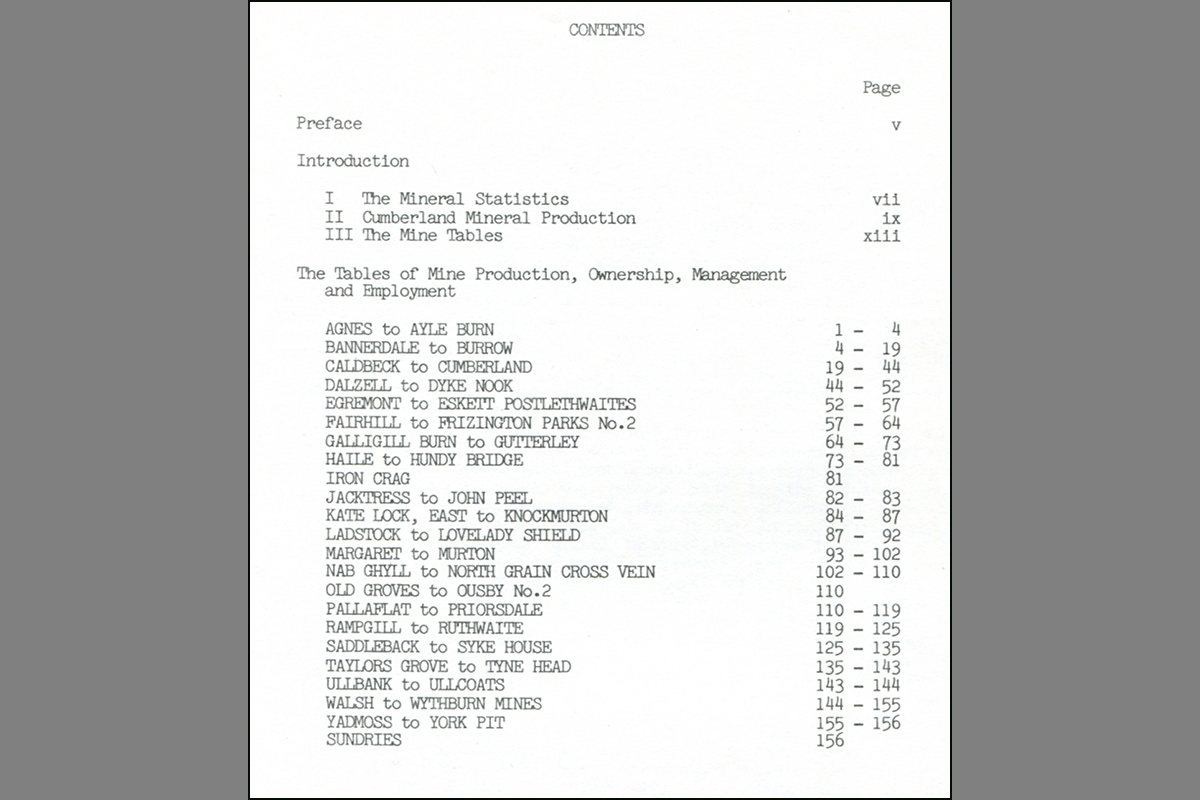 CONTENTS
Page
Preface v
Introduction
I The Mineral Statistics vii
II Cumberland Mineral Production ix
III The Mine Tables xiii
The Tables of Mine Production, Ownership, Management
and Employment
AGNES to AYLE BURN 1 - 4
BANNERDALE to BURROW 4 - 19
CALDBECK to CUMBERLAND 19 - 44
DALZELL to DYKE NOOK 44 - 52
EGREMONT to ESKETT POSTLETHWAITES 52 - 57
FAIRHILL to FRIZINGTON PARKS No.2 57 - 64
GALLIGILL BURN to GUTTERLEY 64 - 73
HAILE to HUNDY BRIDGE 73 - 81
IRON CRAG 81
JACKTRESS to JOHN PEEL 82 - 83
KATE LOCK, EAST to KNOCKMURTON 84 - 87
LADSTOCK to LOVELADY SHIELD 87 - 92
MARGARET to MURTON 93 - 102
NAB GHYLL to NORTH GRAIN CROSS VEIN 102 - 110
OLD GROVES to OUSBY No.2 110
PALLAFLAT to PRIORSDALE 110 - 119
RAMPGILL to RUTHWAITE 119 - 125
SADDLEBACK to SYKE HOUSE 125 - 135
TAYLORS GROVE to TYNE HEAD 135 - 143
ULLBANK to ULLCOATS 143 - 144
WALSH to WYTHBURN MINES 144 - 155
YADMOSS to YORK PIT 155 - 156
SUNDRIES 156